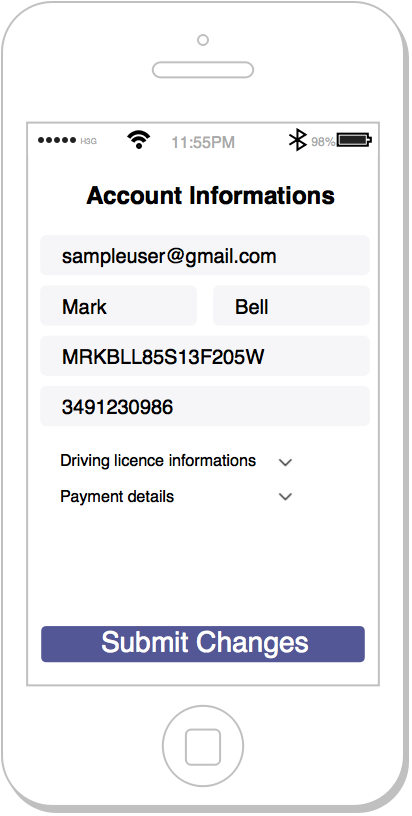 H3G 11:55PM 98%
Account Informations
sampleuser@gmail.com
Mark Bell
MRKBLL85S13F205W
3491230986
Driving licence informations
Payment details
Submit Changes